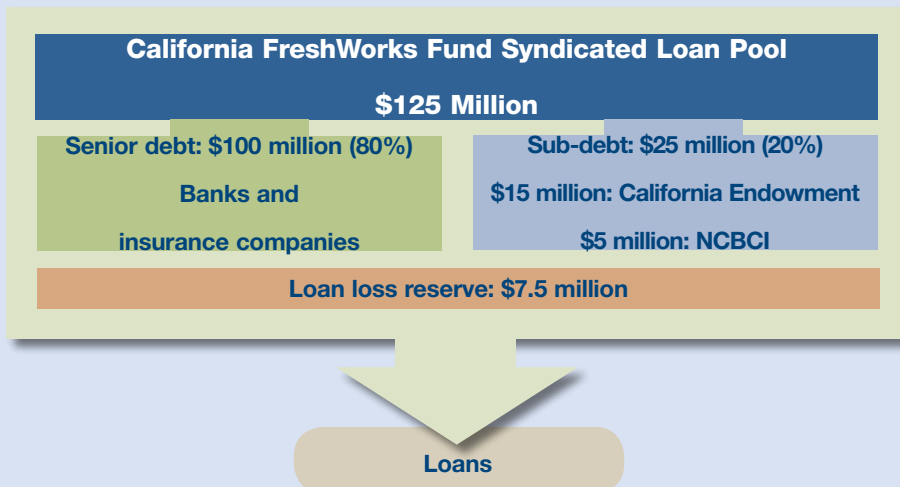 California FreshWorks Fund Syndicated Loan Pool
$125 Million
Senior debt: $100 million (80%)
Banks and
insurance companies
Sub-debt: $25 million (20%)
$15 million: California Endowment
$5 million: NCBCI
Loan loss reserve: $7.5 million
Loans